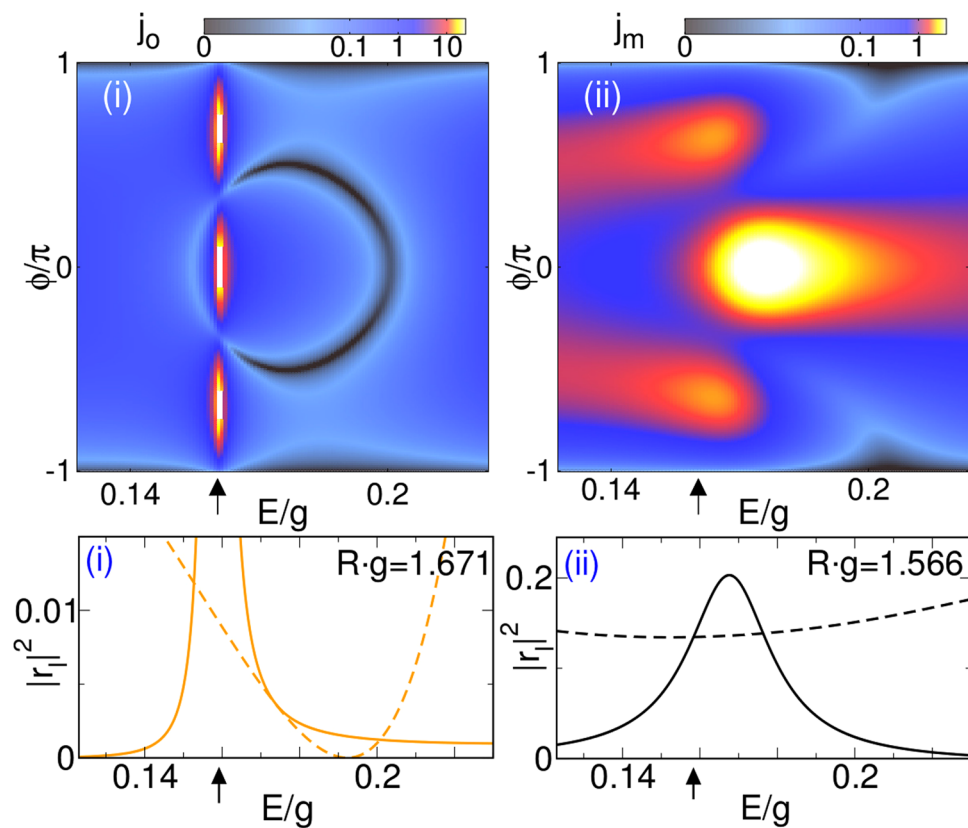 j_o 0 0.1 1 10
j_m 0 0.1 1
(i)
(ii)
1
0
-1
ϕ/π
0.14 0.2
E/g
1
0
-1
ϕ/π
0.14 0.2
E/g
(i) R·g=1.671
0.01
0
|r_l|^2
0.14 0.2
E/g
(ii) R·g=1.566
0.2
0
|r_l|^2
0.14 0.2
E/g